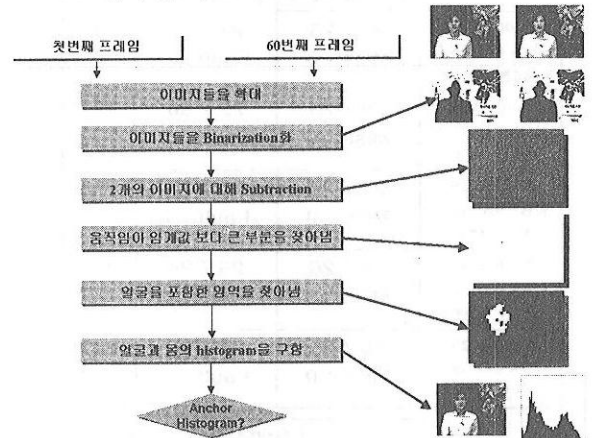 첫번째 프레임
60번째 프레임
이미지들을 확대
이미지들을 Binarization화
2개의 이미지에 대해 Subtraction
움직임이 임계값 보다 큰 부분을 찾아냄
얼굴을 포함한 영역을 찾아냄
얼굴과 몸의 histogram을 구함
Anchor
Histogram?